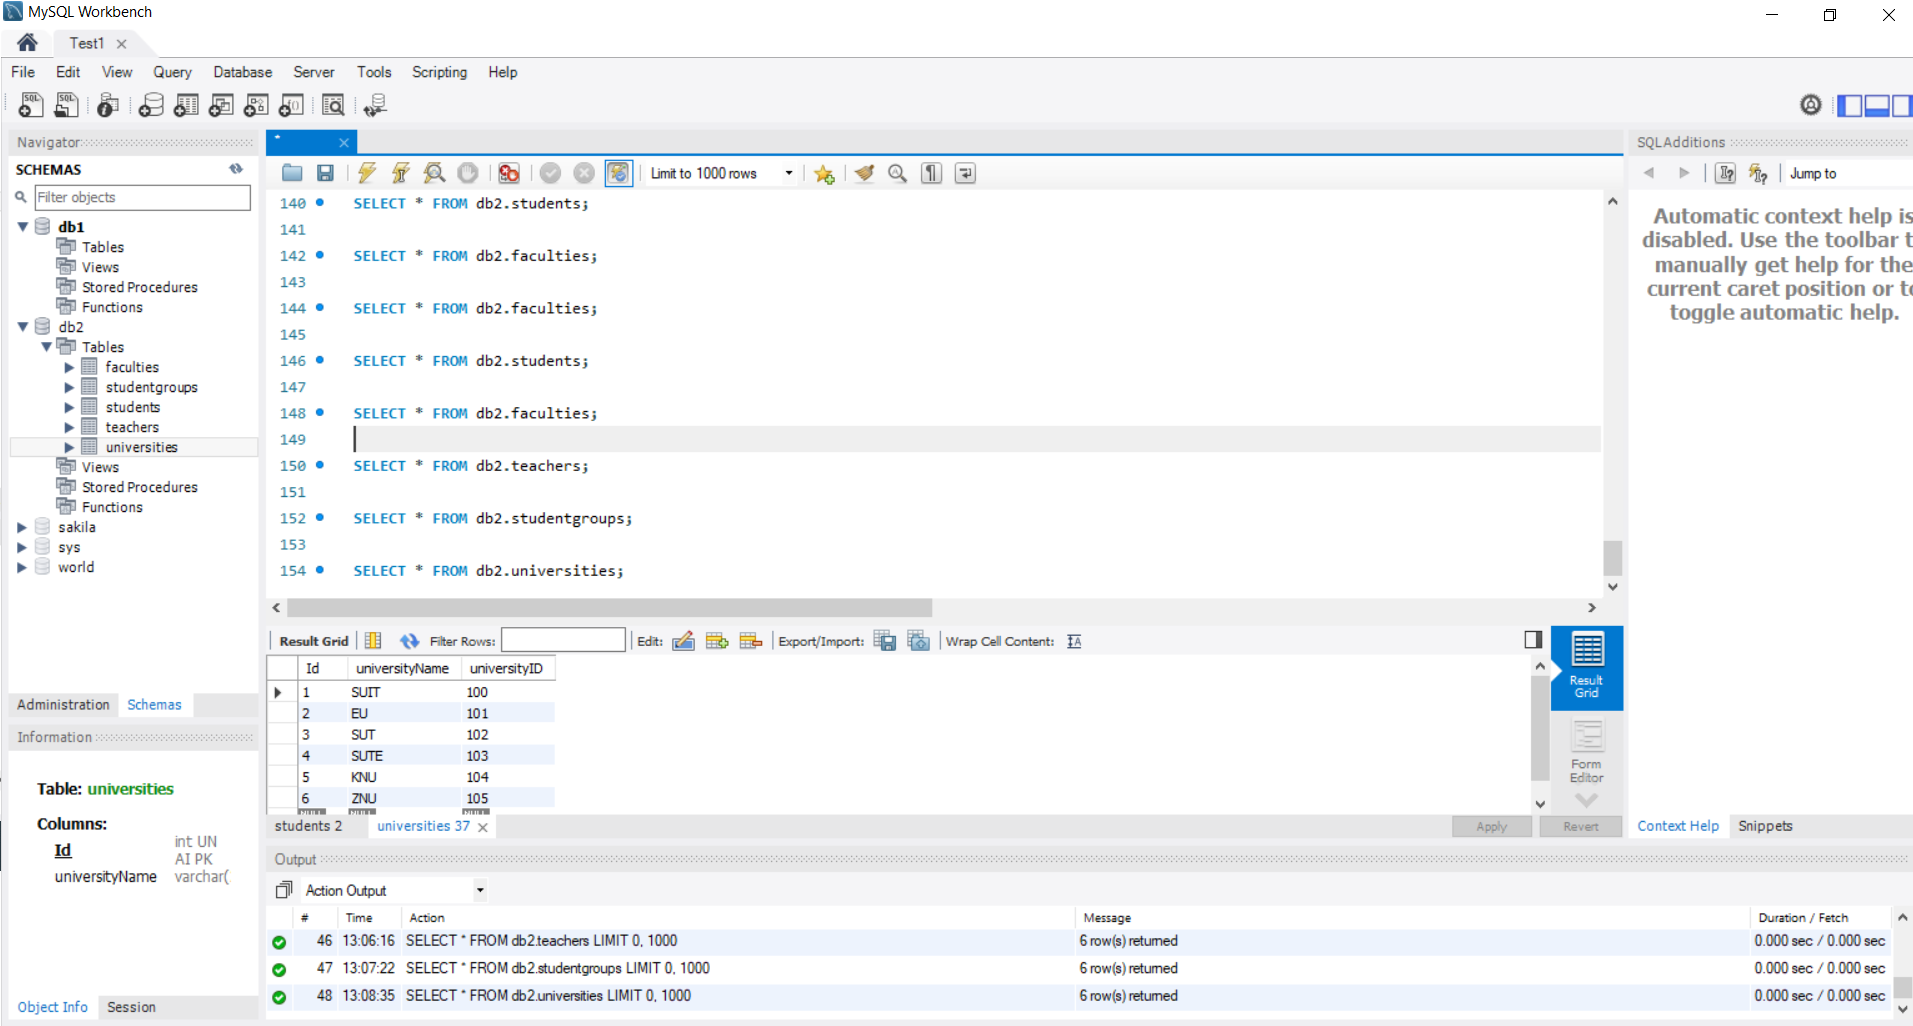 MySQL Workbench
Test1
File Edit View Query Database Server Tools Scripting Help
Navigator
SCHEMAS
Filter objects
db1
Tables
Views
Stored Procedures
Functions
db2
Tables
faculties
studentgroups
students
teachers
universities
Views
Stored Procedures
Functions
sakila
sys
world
Administration Schemas
Information
Table: universities
Columns:
Id int UN AI PK
universityName varchar(
Object Info Session
*
Limit to 1000 rows
140 SELECT * FROM db2.students;
141
142 SELECT * FROM db2.faculties;
143
144 SELECT * FROM db2.faculties;
145
146 SELECT * FROM db2.students;
147
148 SELECT * FROM db2.faculties;
149
150 SELECT * FROM db2.teachers;
151
152 SELECT * FROM db2.studentgroups;
153
154 SELECT * FROM db2.universities;
Result Grid Filter Rows: Edit: Export/Import: Wrap Cell Content:
Id universityName universityID
1 SUIT 100
2 EU 101
3 SUT 102
4 SUTE 103
5 KNU 104
6 ZNU 105
Result Grid
Form Editor
students 2 universities 37 Apply Revert
SQLAdditions
Jump to
Automatic context help is
disabled. Use the toolbar t
manually get help for the
current caret position or to
toggle automatic help.
Context Help Snippets
Output
Action Output
# Time Action Message Duration / Fetch
46 13:06:16 SELECT * FROM db2.teachers LIMIT 0, 1000 6 row(s) returned 0.000 sec / 0.000 sec
47 13:07:22 SELECT * FROM db2.studentgroups LIMIT 0, 1000 6 row(s) returned 0.000 sec / 0.000 sec
48 13:08:35 SELECT * FROM db2.universities LIMIT 0, 1000 6 row(s) returned 0.000 sec / 0.000 sec